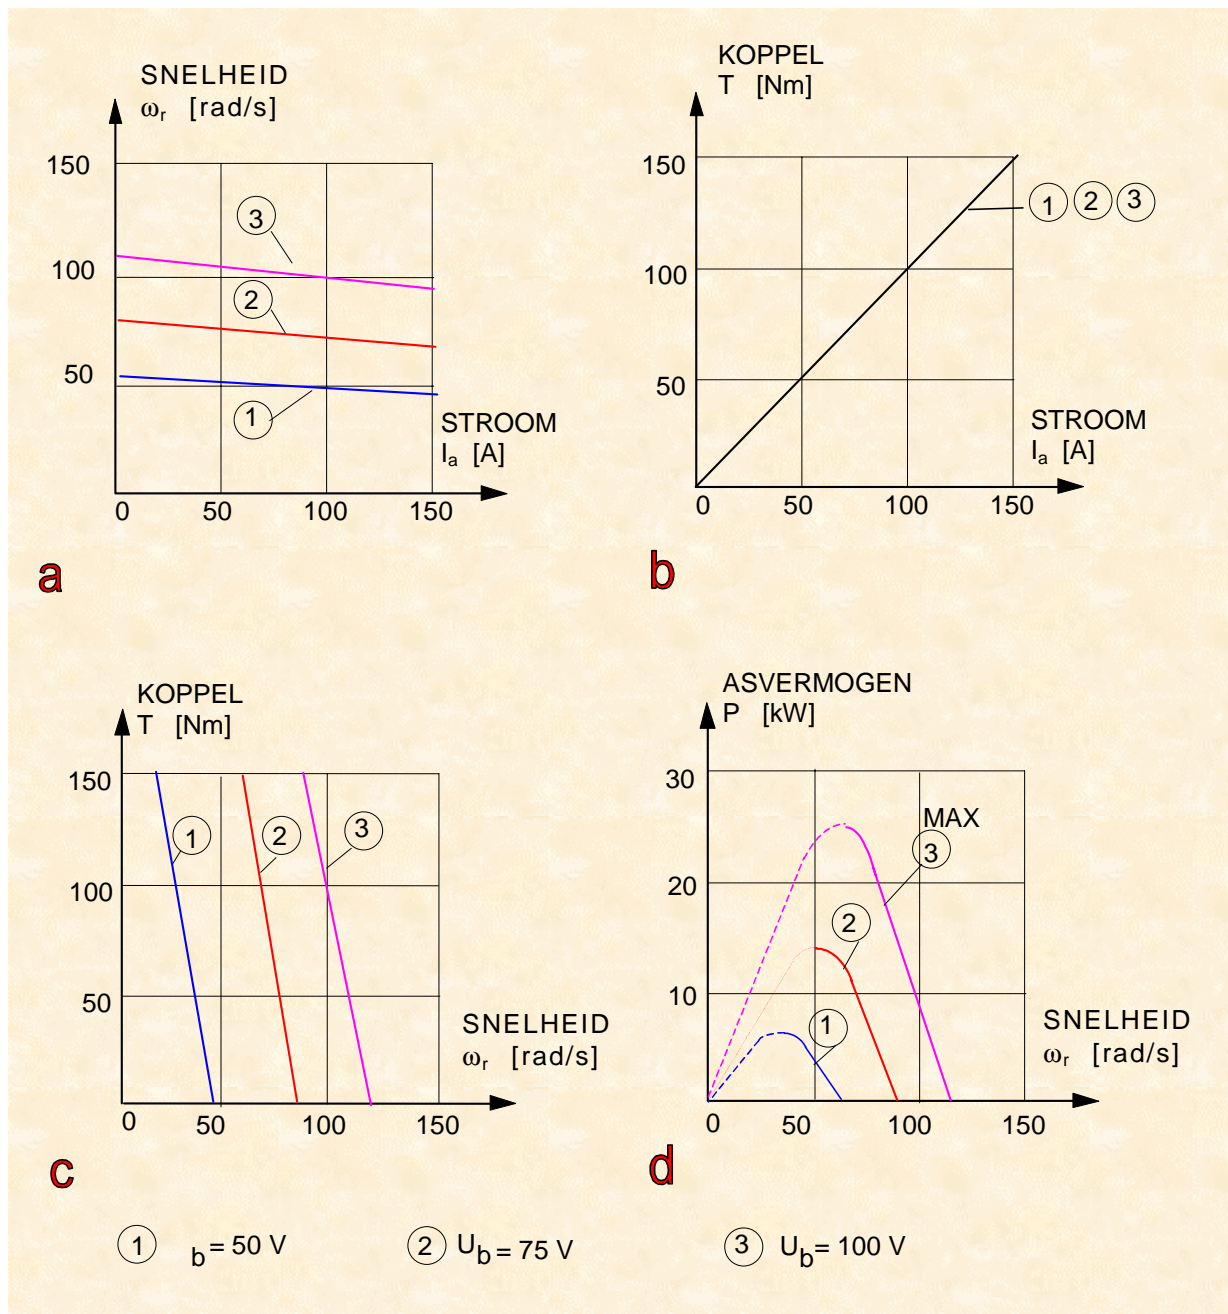 SNELHEID
ωr [rad/s]
150
100
50
3
2
1
STROOM
Ia [A]
0 50 100 150
a
KOPPEL
T [Nm]
150
100
50
1 2 3
STROOM
Ia [A]
0 50 100 150
b
KOPPEL
T [Nm]
150
100
50
1
2
3
SNELHEID
ωr [rad/s]
0 50 100 150
c
ASVERMOGEN
P [kW]
30
20
10
MAX
3
2
1
SNELHEID
ωr [rad/s]
0 50 100 150
d
1 b = 50 V
2 Ub = 75 V
3 Ub = 100 V